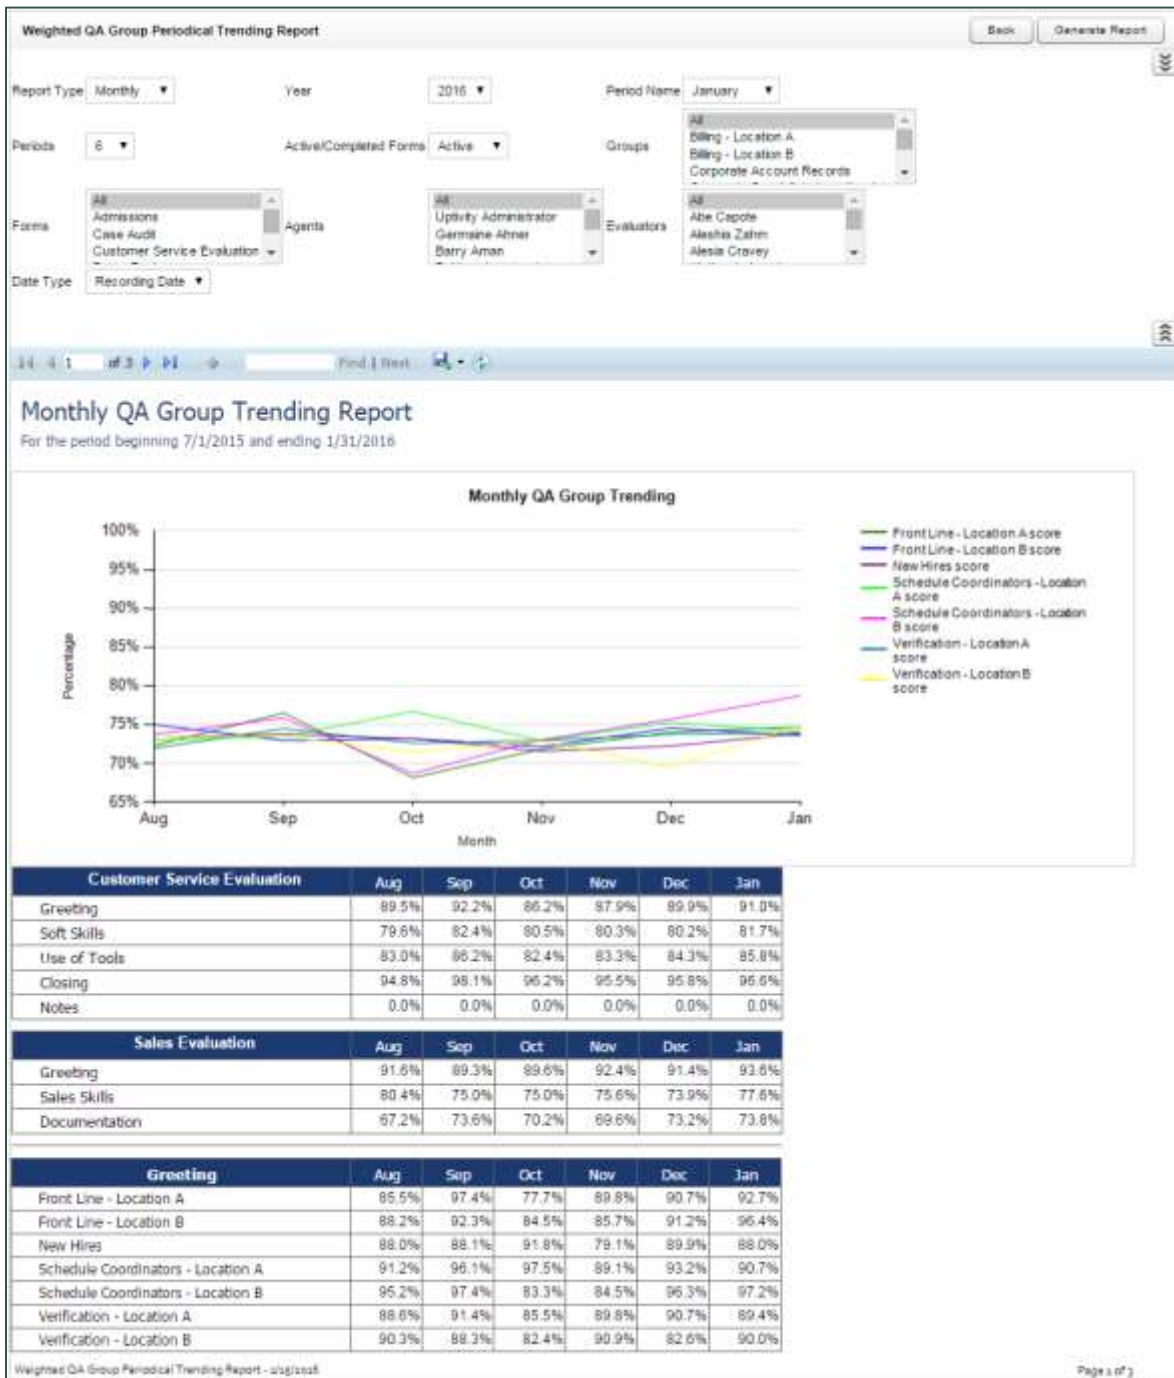 Weighted QA Group Periodical Trending Report Back Generate Report
Report Type Monthly Year 2016 Period Name January
Periods 6 Active/Completed Forms Active Groups All
Billing - Location A
Billing - Location B
Corporate Account Records
Forms All
Admissions
Case Audit
Customer Service Evaluation
Agents All
Uptivity Administrator
Germaine Ahner
Barry Aman
Evaluators All
Abe Capote
Aleshia Zahm
Alesia Cravey
Date Type Recording Date
1 of 3 Find | Next
Monthly QA Group Trending Report
For the period beginning 7/1/2015 and ending 1/31/2016
Monthly QA Group Trending
100%
95%
90%
85%
80%
75%
70%
65%
Percentage
Aug Sep Oct Nov Dec Jan
Month
Front Line - Location A score
Front Line - Location B score
New Hires score
Schedule Coordinators - Location
A score
Schedule Coordinators - Location
B score
Verification - Location A
score
Verification - Location B
score
Customer Service Evaluation Aug Sep Oct Nov Dec Jan
Greeting 89.5% 92.2% 86.2% 87.9% 89.9% 91.0%
Soft Skills 79.6% 82.4% 80.5% 80.3% 80.2% 81.7%
Use of Tools 83.0% 86.2% 82.4% 83.3% 84.3% 85.8%
Closing 94.8% 98.1% 96.2% 95.5% 95.8% 96.6%
Notes 0.0% 0.0% 0.0% 0.0% 0.0% 0.0%
Sales Evaluation Aug Sep Oct Nov Dec Jan
Greeting 91.6% 89.3% 89.6% 92.4% 91.4% 93.6%
Sales Skills 80.4% 75.0% 75.0% 75.6% 73.9% 77.6%
Documentation 67.2% 73.6% 70.2% 69.6% 73.2% 73.8%
Greeting Aug Sep Oct Nov Dec Jan
Front Line - Location A 85.5% 97.4% 77.7% 89.8% 90.7% 92.7%
Front Line - Location B 88.2% 92.3% 84.5% 85.7% 91.2% 96.4%
New Hires 88.0% 88.1% 91.8% 79.1% 89.9% 88.0%
Schedule Coordinators - Location A 91.2% 96.1% 97.5% 89.1% 93.2% 90.7%
Schedule Coordinators - Location B 95.2% 97.4% 83.3% 84.5% 96.3% 97.2%
Verification - Location A 88.6% 91.4% 85.5% 89.8% 90.7% 89.4%
Verification - Location B 90.3% 88.3% 82.4% 90.9% 82.6% 90.0%
Weighted QA Group Periodical Trending Report - Page 1 of 3